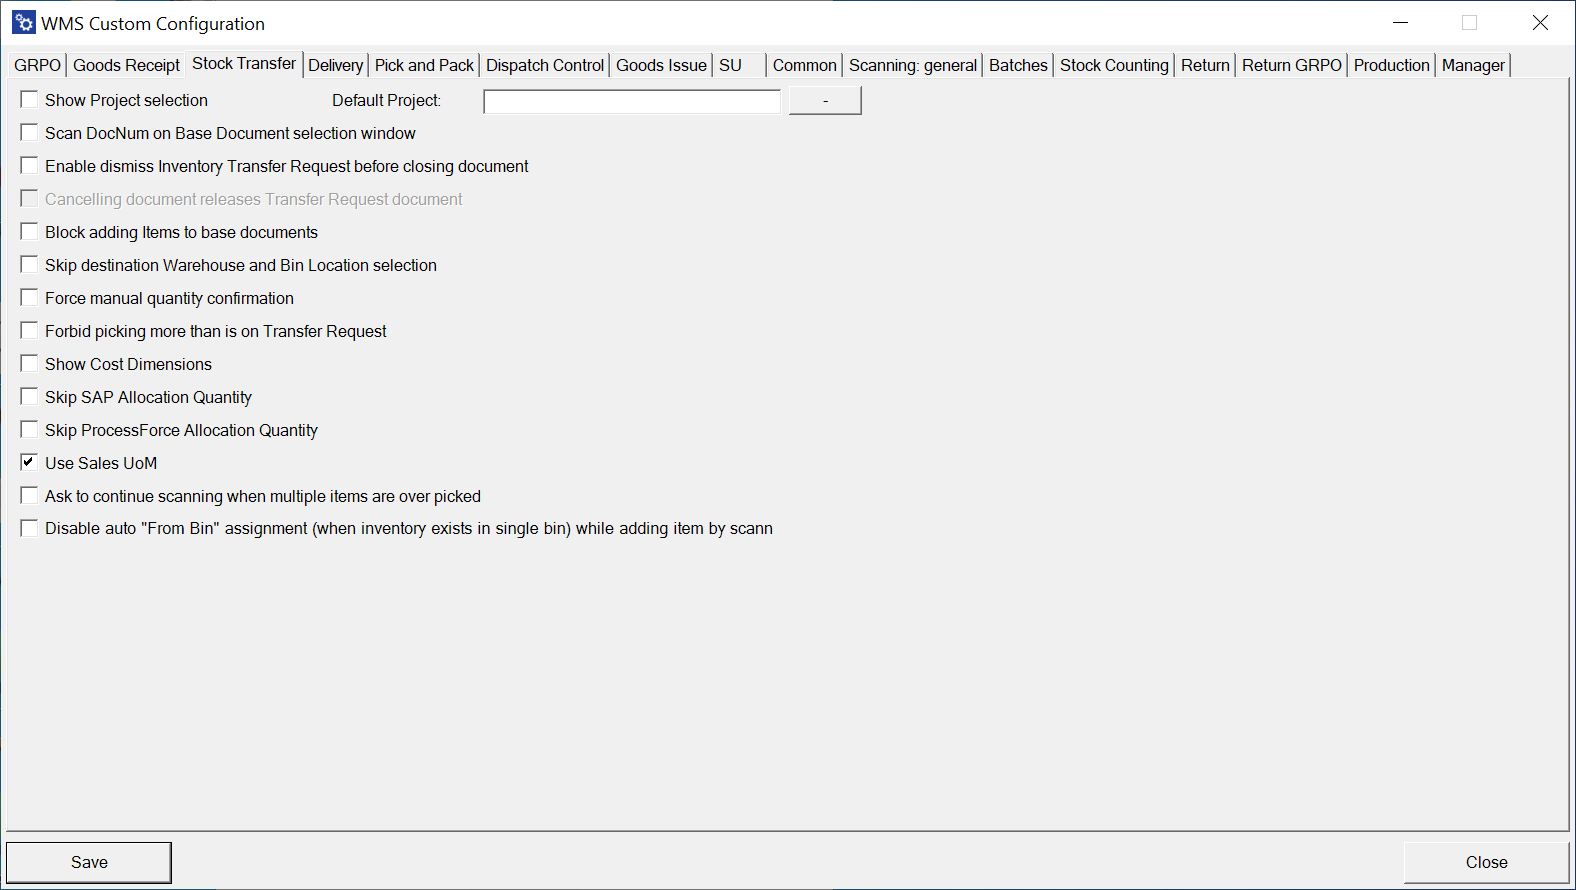 WMS Custom Configuration
GRPO Goods Receipt Stock Transfer Delivery Pick and Pack Dispatch Control Goods Issue SU Common Scanning: general Batches Stock Counting Return Return GRPO Production Manager
Show Project selection Default Project: -
Scan DocNum on Base Document selection window
Enable dismiss Inventory Transfer Request before closing document
Cancelling document releases Transfer Request document
Block adding Items to base documents
Skip destination Warehouse and Bin Location selection
Force manual quantity confirmation
Forbid picking more than is on Transfer Request
Show Cost Dimensions
Skip SAP Allocation Quantity
Skip ProcessForce Allocation Quantity
Use Sales UoM
Ask to continue scanning when multiple items are over picked
Disable auto "From Bin" assignment (when inventory exists in single bin) while adding item by scann
Save Close